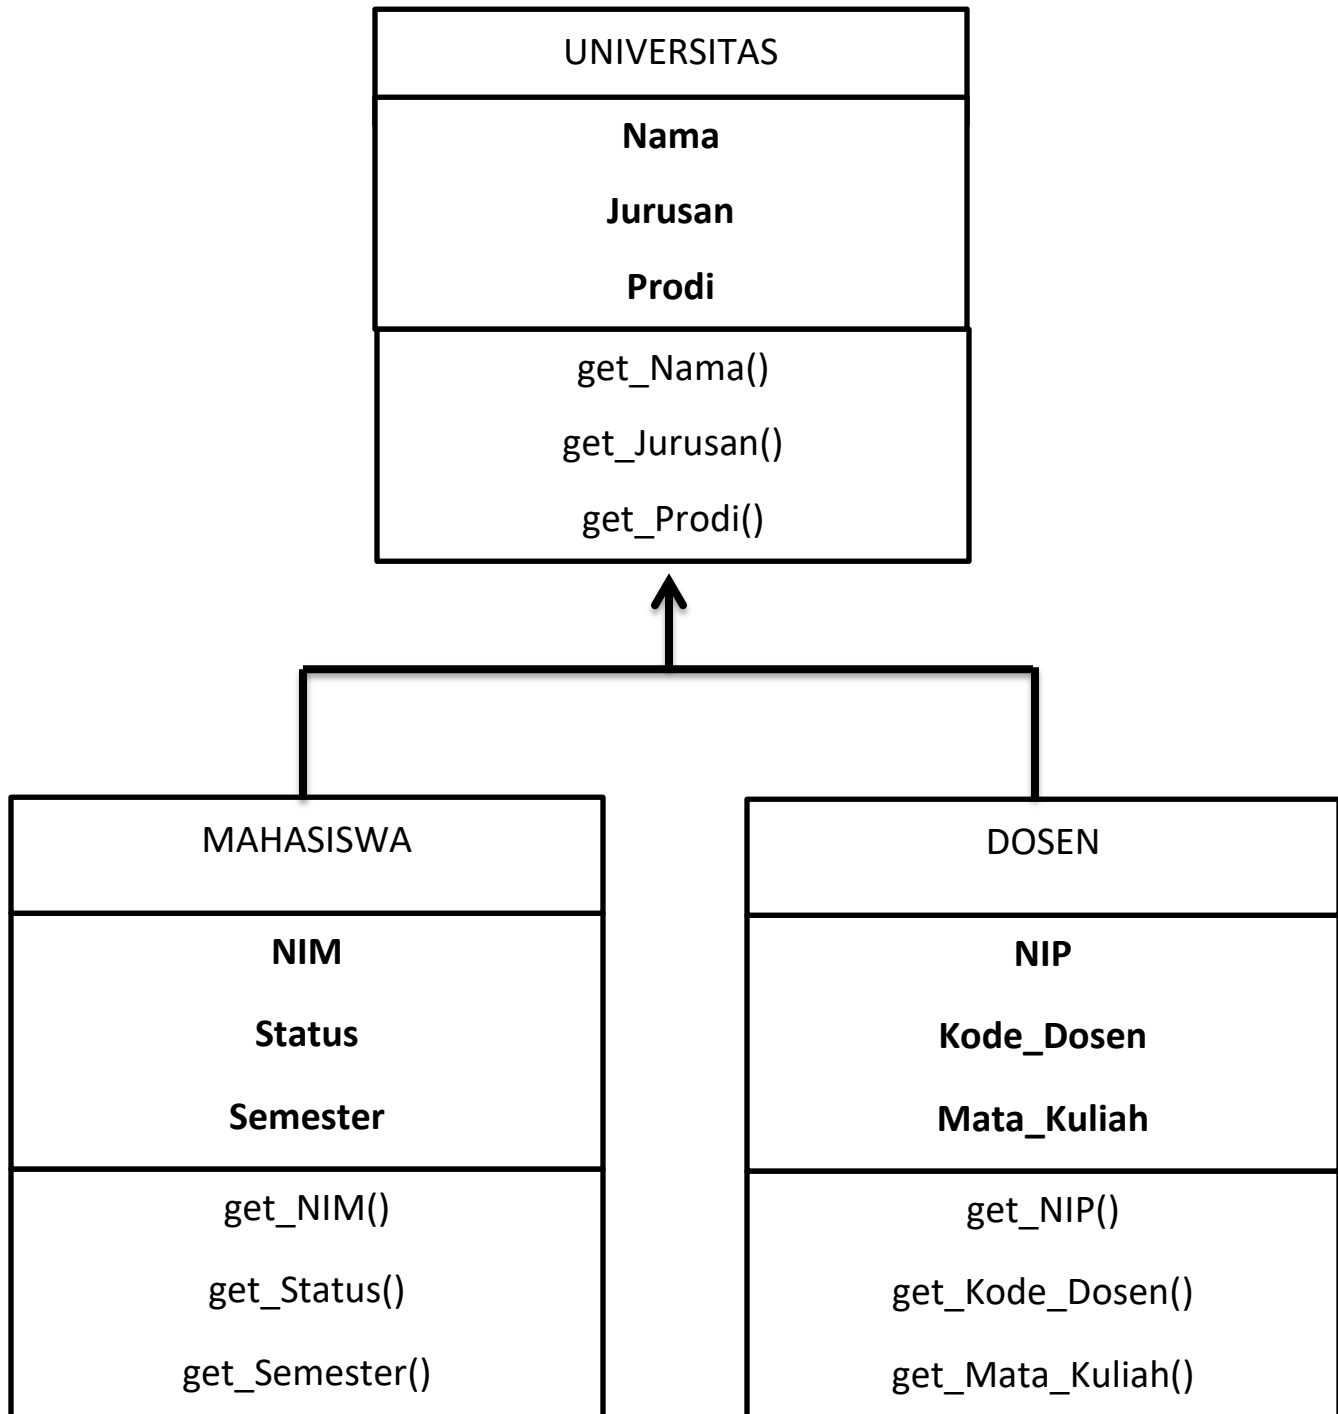 UNIVERSITAS
Nama
Jurusan
Prodi
get_Nama()
get_Jurusan()
get_Prodi()
MAHASISWA
NIM
Status
Semester
get_NIM()
get_Status()
get_Semester()
DOSEN
NIP
Kode_Dosen
Mata_Kuliah
get_NIP()
get_Kode_Dosen()
get_Mata_Kuliah()